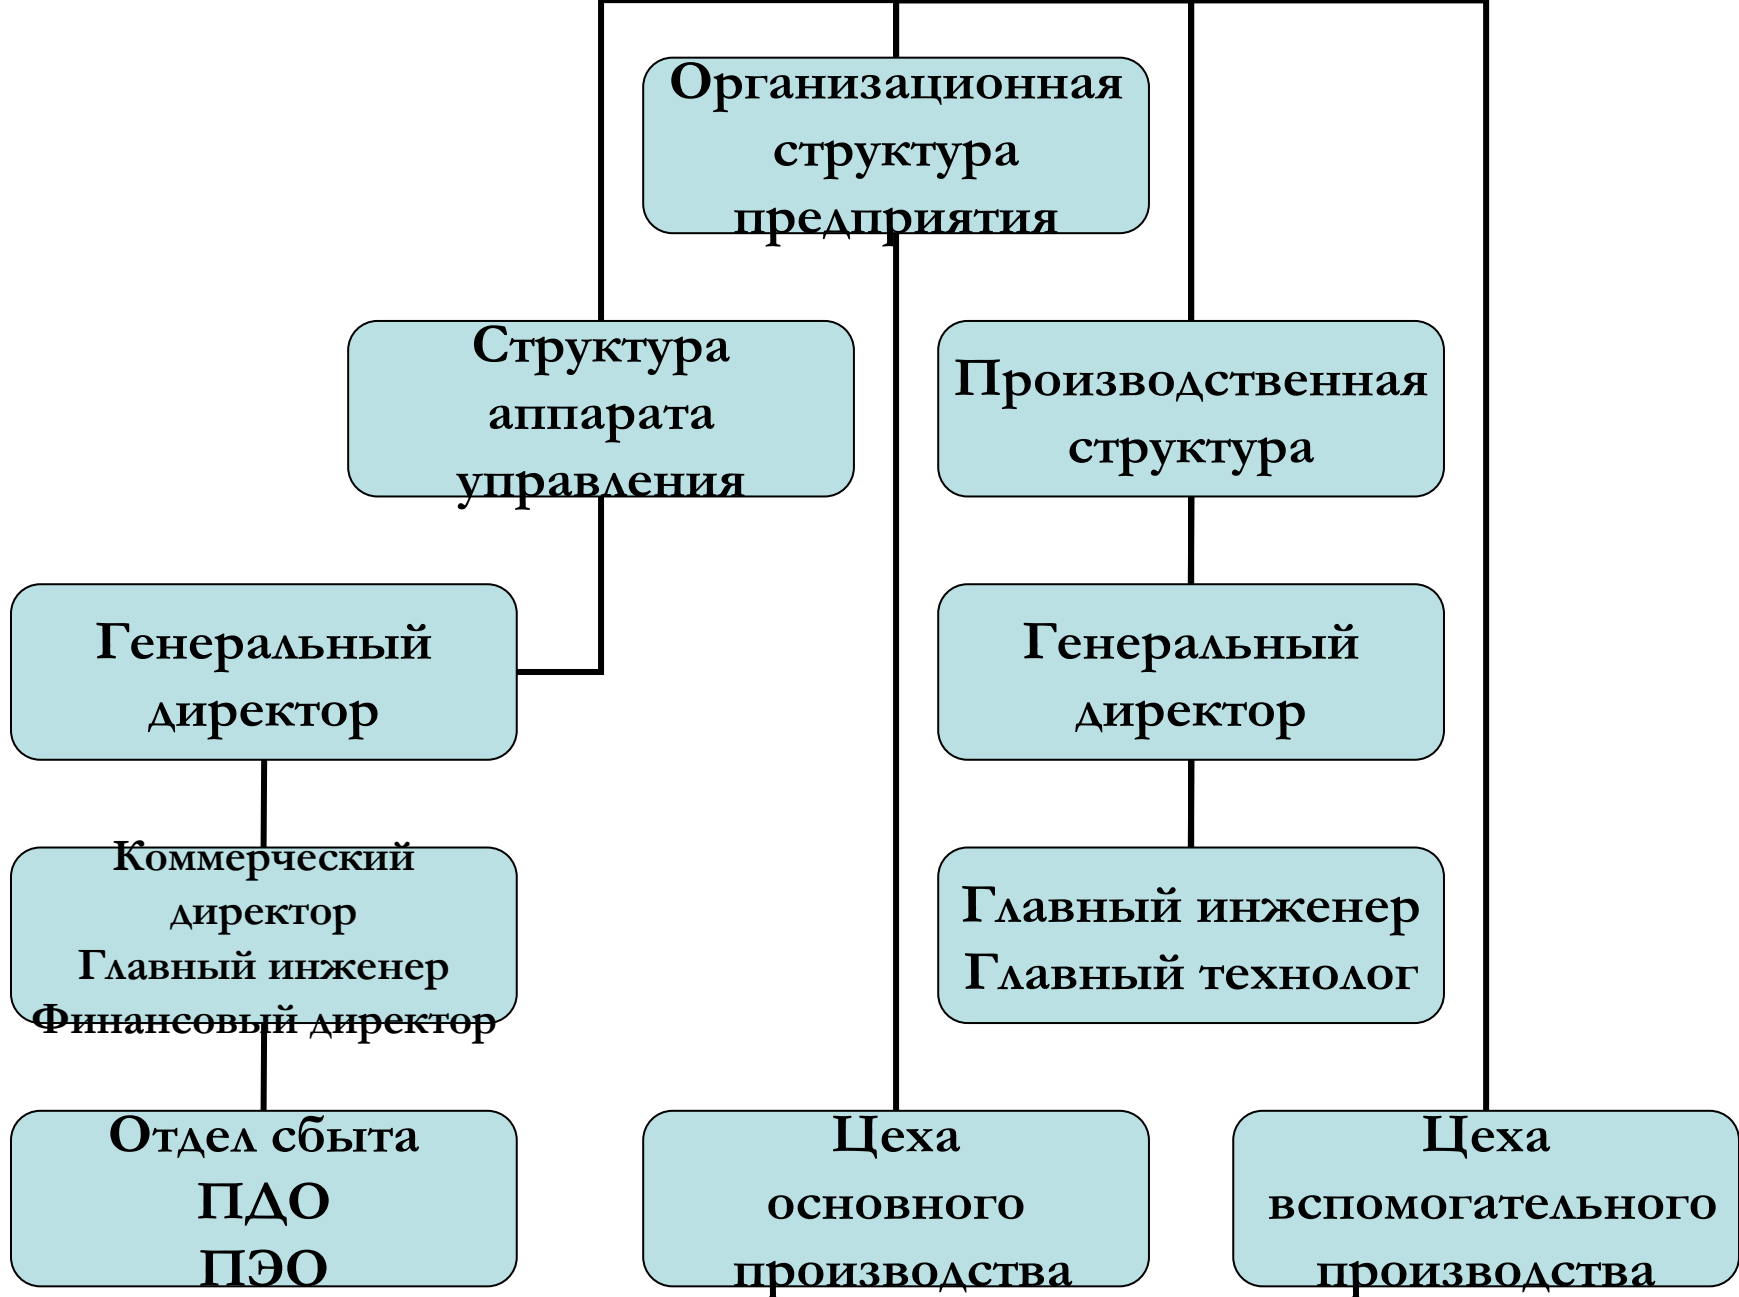 Организационная
структура
предприятия
Структура
аппарата
управления
Производственная
структура
Генеральный
директор
Генеральный
директор
Коммерческий
директор
Главный инженер
Финансовый директор
Главный инженер
Главный технолог
Отдел сбыта
ПДО
ПЭО
Цеха
основного
производства
Цеха
вспомогательного
производства